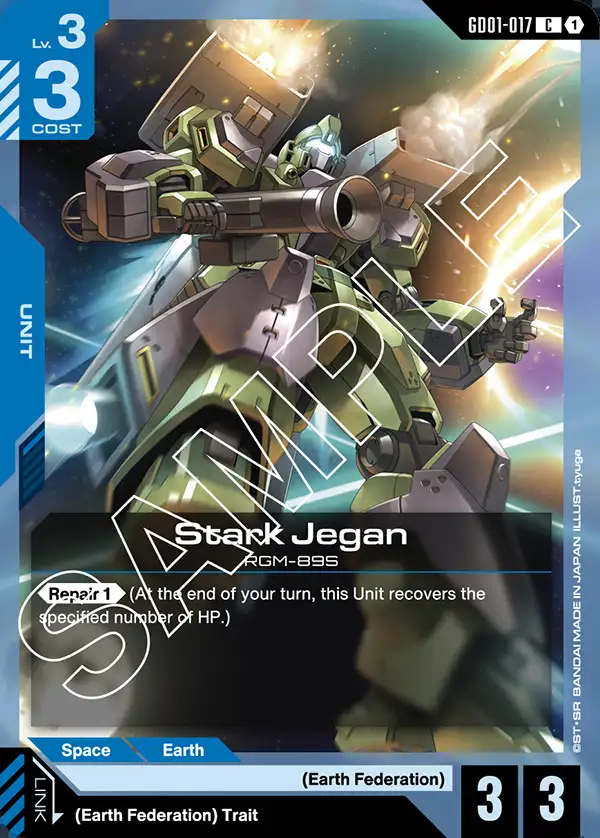 Lv. 3
GD01-017 C 1
3
COST
UNIT
SAMPLE
Stark Jegan
RGM-89S
Repair 1 (At the end of your turn, this Unit recovers the
specified number of HP.)
©ST・SR BANDAI MADE IN JAPAN ILLUST.tyuga
Space Earth
(Earth Federation)
LINK
(Earth Federation) Trait
3 3